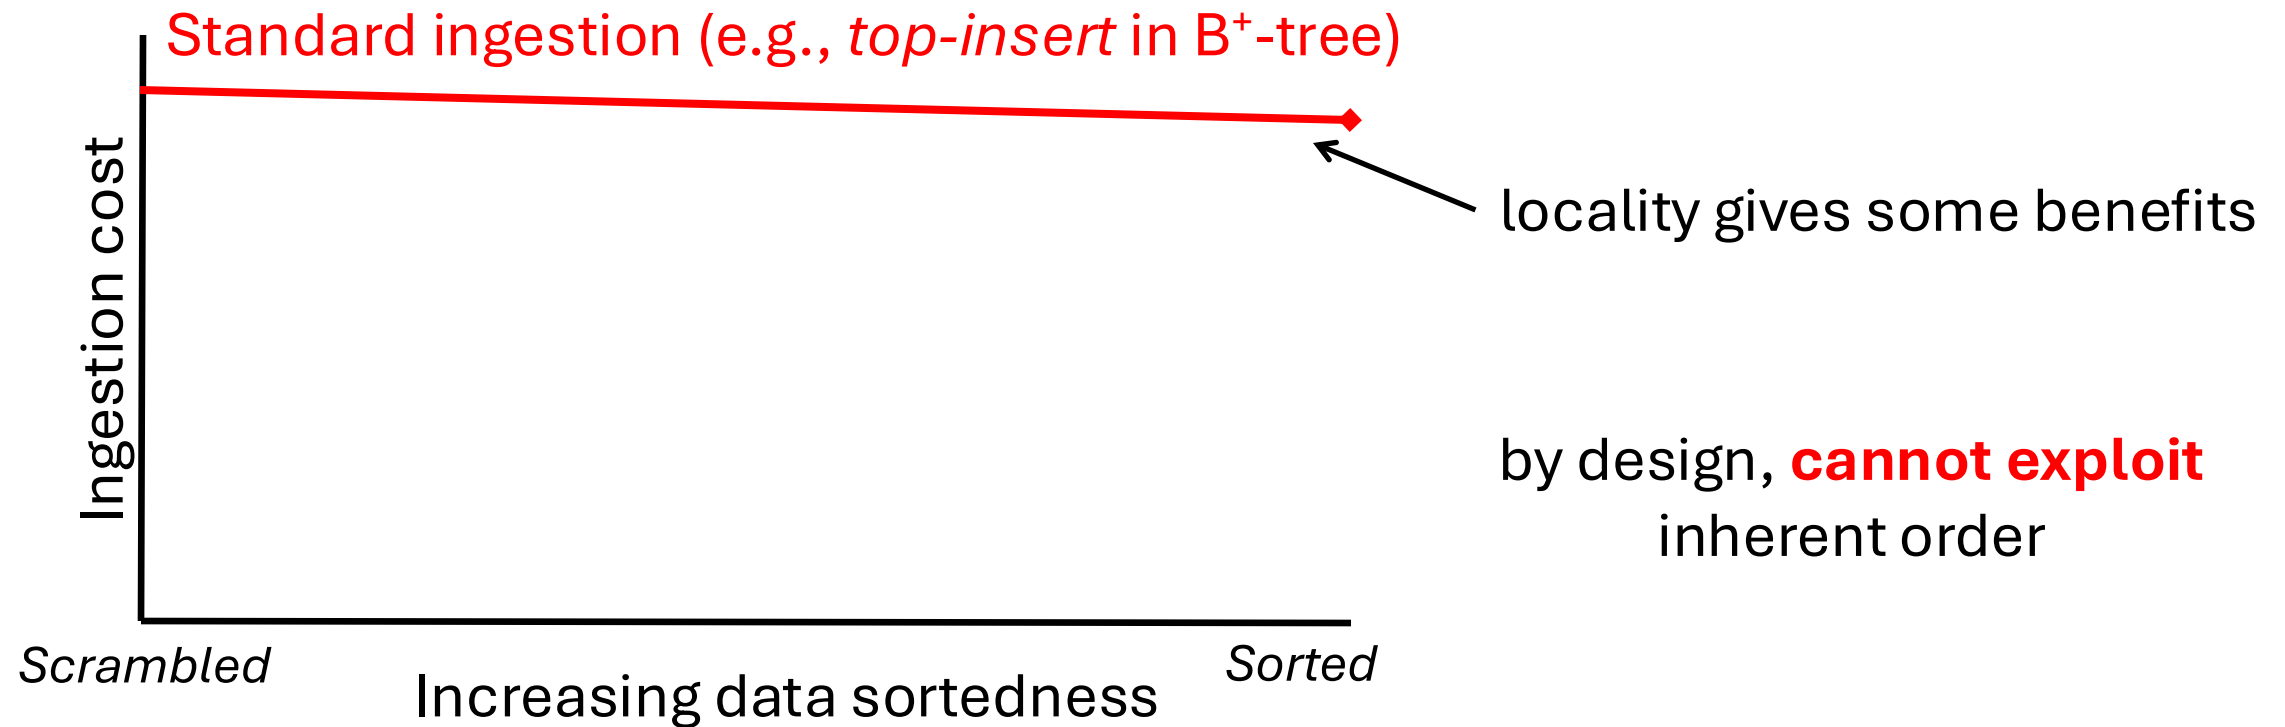 Standard ingestion (e.g., top-insert in B⁺-tree)
Ingestion cost
locality gives some benefits
by design, cannot exploit
inherent order
Scrambled
Sorted
Increasing data sortedness